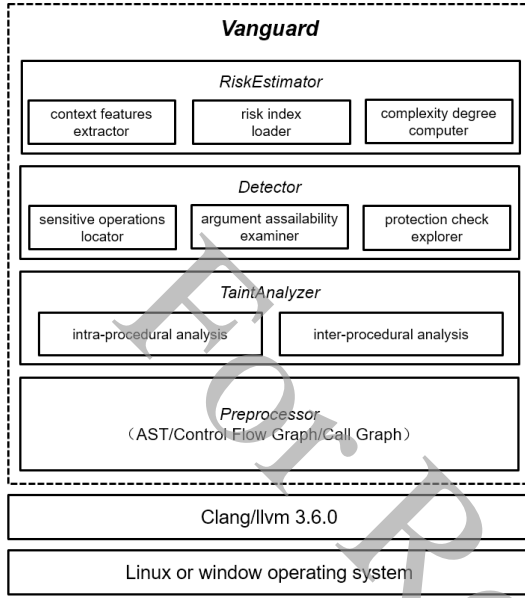 Vanguard
RiskEstimator
context features
extractor
risk index
loader
complexity degree
computer
Detector
sensitive operations
locator
argument assailability
examiner
protection check
explorer
TaintAnalyzer
intra-procedural analysis
inter-procedural analysis
Preprocessor
（AST/Control Flow Graph/Call Graph）
Clang/llvm 3.6.0
Linux or window operating system
For